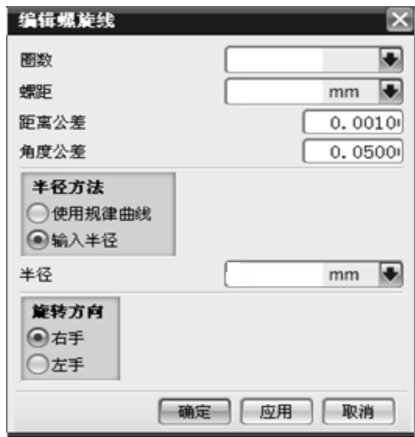 编辑螺旋线
圈数
螺距 mm
距离公差 0.0010
角度公差 0.0500
半径方法
使用规律曲线
输入半径
半径 mm
旋转方向
右手
左手
确定 应用 取消